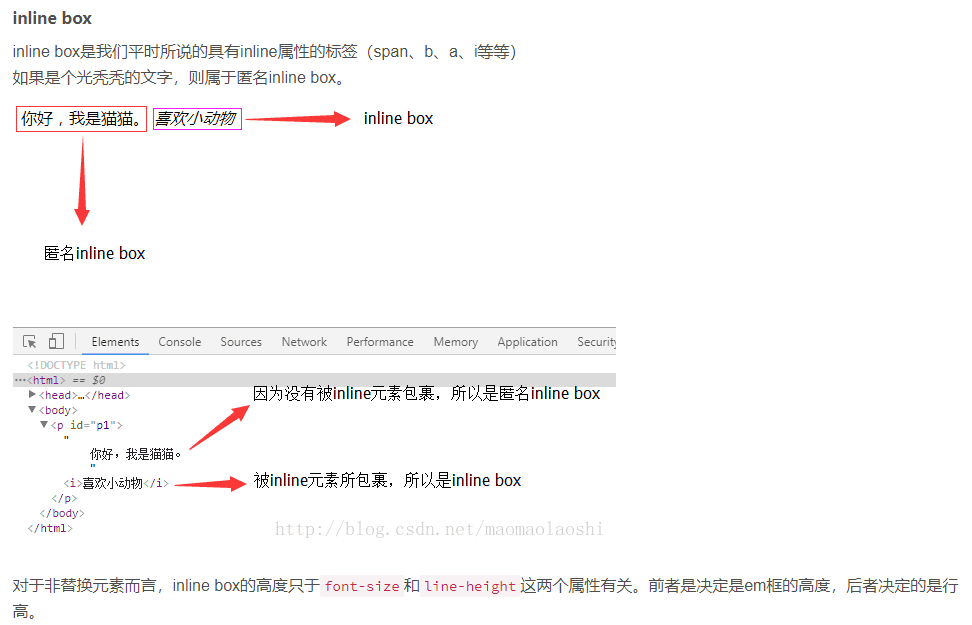 inline box
inline box是我们平时所说的具有inline属性的标签（span、b、a、i等等）
如果是个光秃秃的文字，则属于匿名inline box。
你好，我是猫猫。 喜欢小动物 inline box
匿名inline box
Elements Console Sources Network Performance Memory Application Security
<!DOCTYPE html>
···<html> == $0
▶<head>…</head>
因为没有被inline元素包裹，所以是匿名inline box
▼<body>
▼<p id="p1">
"
你好，我是猫猫。
"
<i>喜欢小动物</i> 被inline元素所包裹，所以是inline box
</p>
</body>
</html>
http://blog.csdn.net/maomaolaoshi
对于非替换元素而言，inline box的高度只于 font-size 和 line-height 这两个属性有关。前者是决定是em框的高度，后者决定的是行
高。